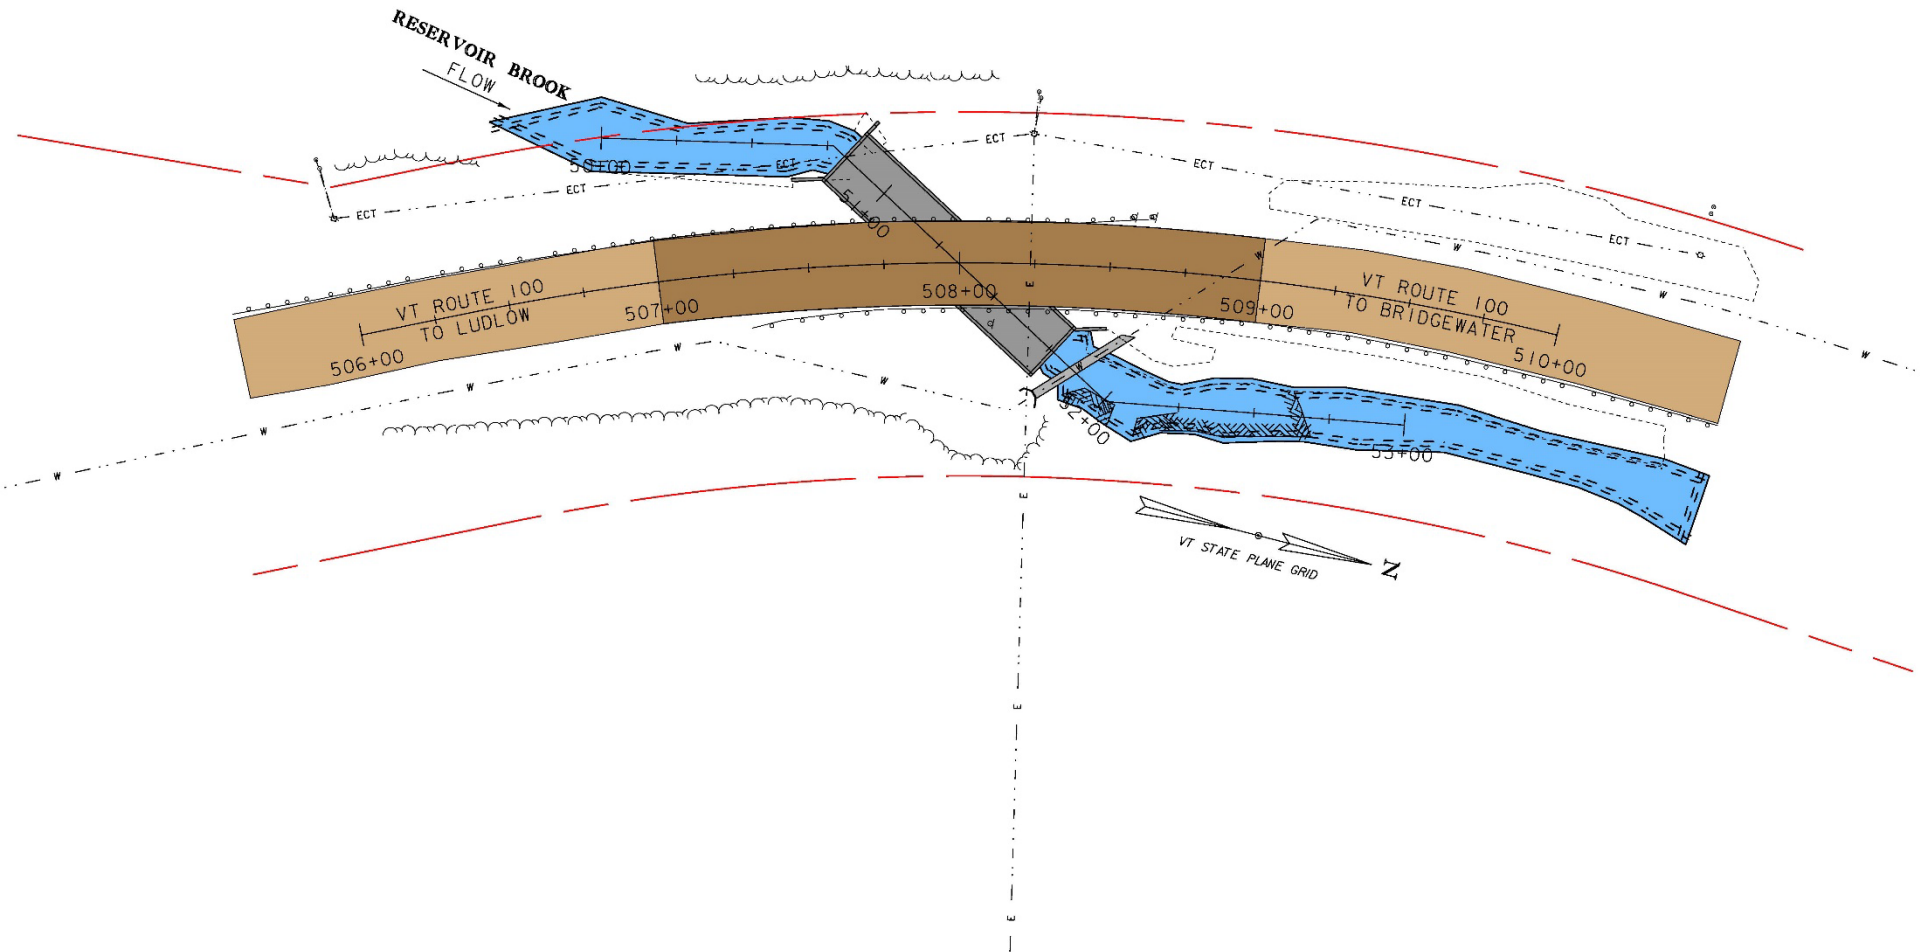 RESERVOIR BROOK
FLOW
50+00
ECT
ECT
ECT
ECT
ECT
ECT
ECT
51+00
VT ROUTE 100
TO LUDLOW
506+00
507+00
508+00
509+00
VT ROUTE 100
TO BRIDGEWATER
510+00
W
W
W
W
W
W
W
W
W
W
E
d
52+00
53+00
E
VT STATE PLANE GRID
N
E
E